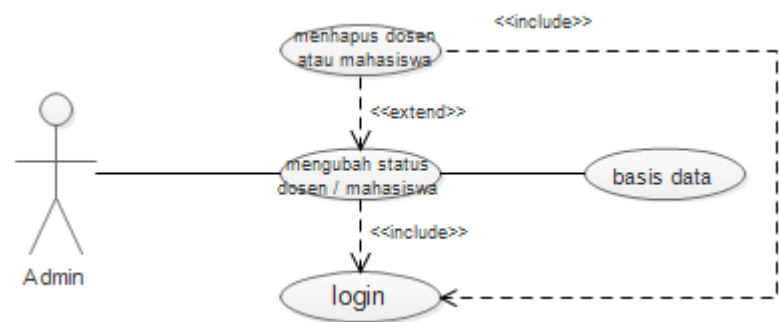 <<include>>
menhapus dosen
atau mahasiswa
<<extend>>
mengubah status
dosen / mahasiswa
basis data
<<include>>
Admin
login